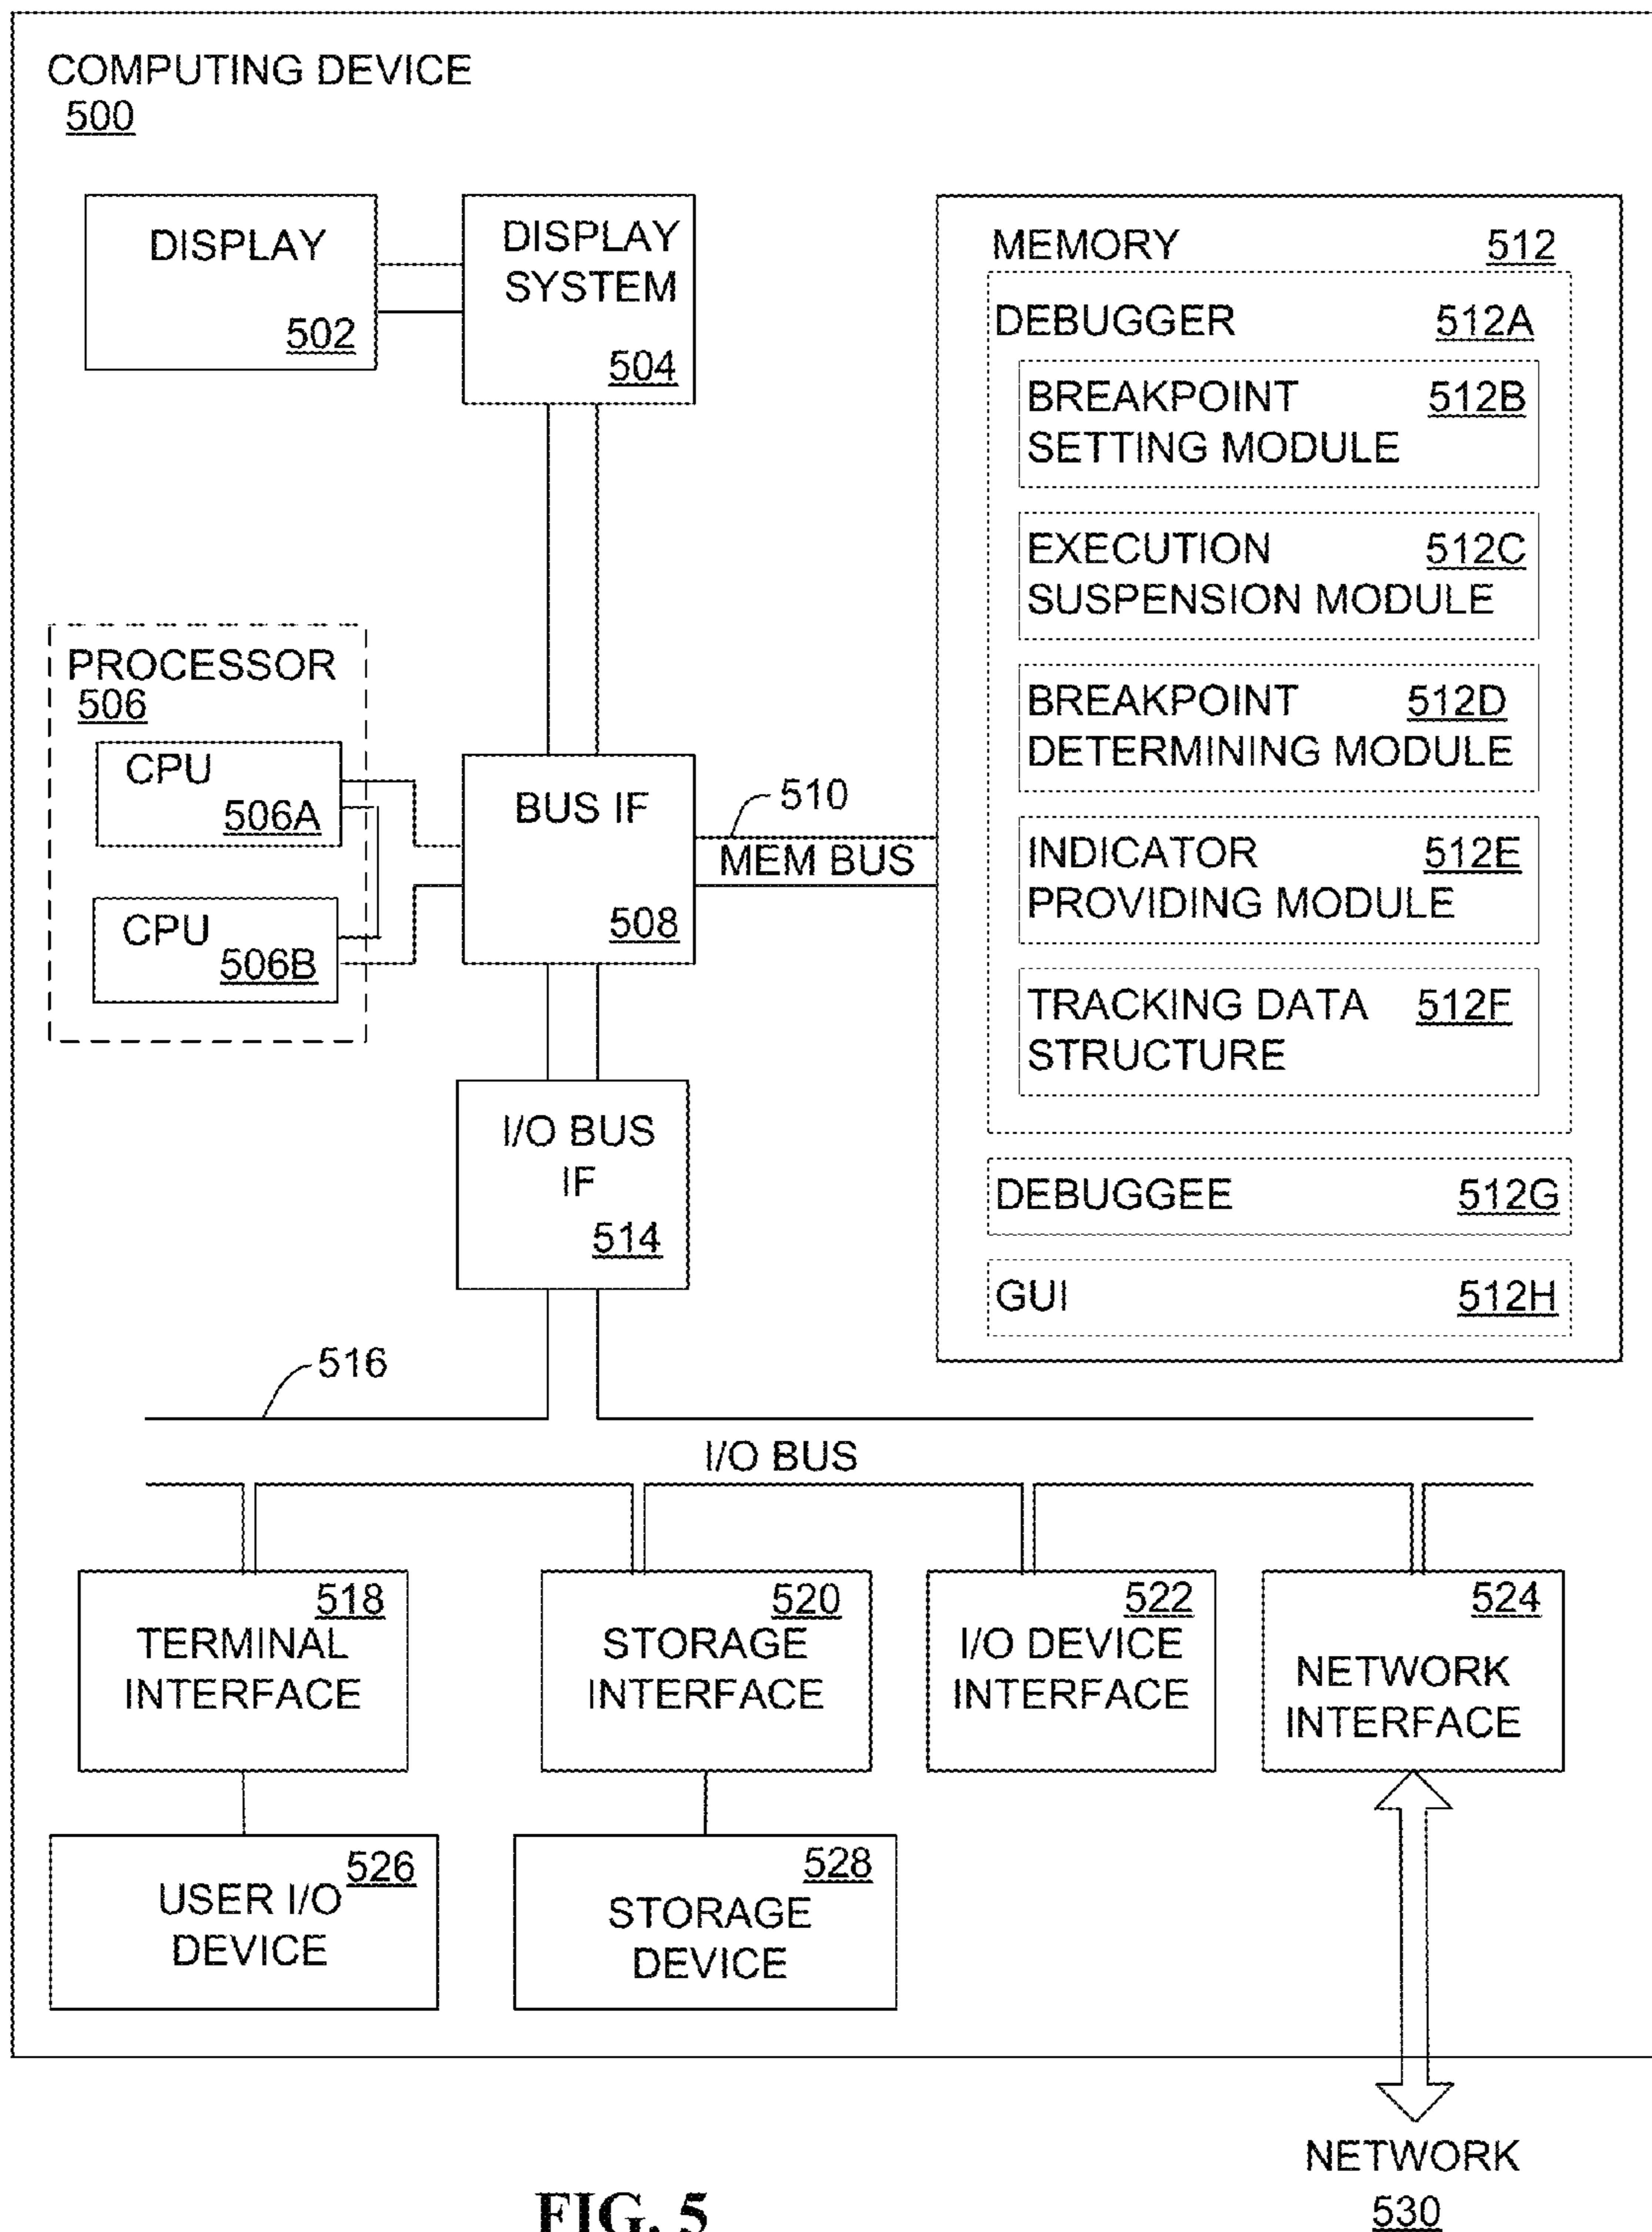 COMPUTING DEVICE
500
DISPLAY
502
DISPLAY
SYSTEM
504
PROCESSOR
506
CPU
506A
CPU
506B
BUS IF
508
510
MEM BUS
MEMORY 512
DEBUGGER 512A
BREAKPOINT 512B
SETTING MODULE
EXECUTION 512C
SUSPENSION MODULE
BREAKPOINT 512D
DETERMINING MODULE
INDICATOR 512E
PROVIDING MODULE
TRACKING DATA 512F
STRUCTURE
DEBUGGEE 512G
GUI 512H
I/O BUS
IF
514
516
I/O BUS
518
TERMINAL
INTERFACE
520
STORAGE
INTERFACE
522
I/O DEVICE
INTERFACE
524
NETWORK
INTERFACE
526
USER I/O
DEVICE
528
STORAGE
DEVICE
NETWORK
530
FIG. 5